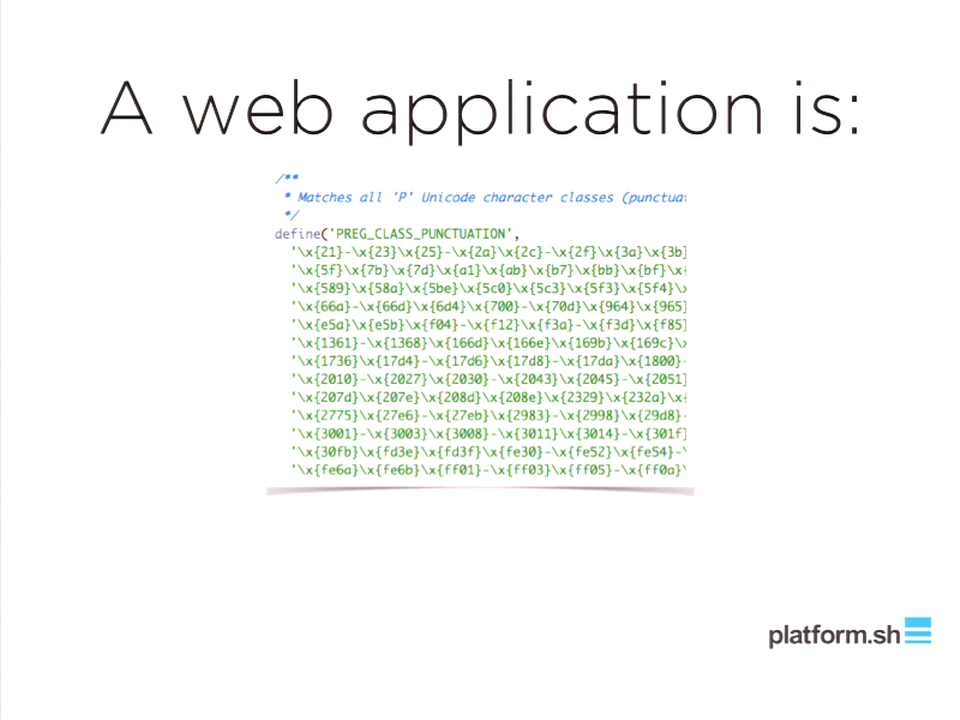 A web application is:
/**
 * Matches all 'P' Unicode character classes (punctua
 */
define('PREG_CLASS_PUNCTUATION',
  '\x{21}-\x{23}\x{25}-\x{2a}\x{2c}-\x{2f}\x{3a}\x{3b}
  '\x{5f}\x{7b}\x{7d}\x{a1}\x{ab}\x{b7}\x{bb}\x{bf}\x{
  '\x{589}\x{58a}\x{5be}\x{5c0}\x{5c3}\x{5f3}\x{5f4}\x
  '\x{66a}-\x{66d}\x{6d4}\x{700}-\x{70d}\x{964}\x{965}
  '\x{e5a}\x{e5b}\x{f04}-\x{f12}\x{f3a}-\x{f3d}\x{f85}
  '\x{1361}-\x{1368}\x{166d}\x{166e}\x{169b}\x{169c}\x
  '\x{1736}\x{17d4}-\x{17d6}\x{17d8}-\x{17da}\x{1800}-
  '\x{2010}-\x{2027}\x{2030}-\x{2043}\x{2045}-\x{2051}
  '\x{207d}\x{207e}\x{208d}\x{208e}\x{2329}\x{232a}\x{
  '\x{2775}\x{27e6}-\x{27eb}\x{2983}-\x{2998}\x{29d8}-
  '\x{3001}-\x{3003}\x{3008}-\x{3011}\x{3014}-\x{301f}
  '\x{30fb}\x{fd3e}\x{fd3f}\x{fe30}-\x{fe52}\x{fe54}-\
  '\x{fe6a}\x{fe6b}\x{ff01}-\x{ff03}\x{ff05}-\x{ff0a}\
platform.sh